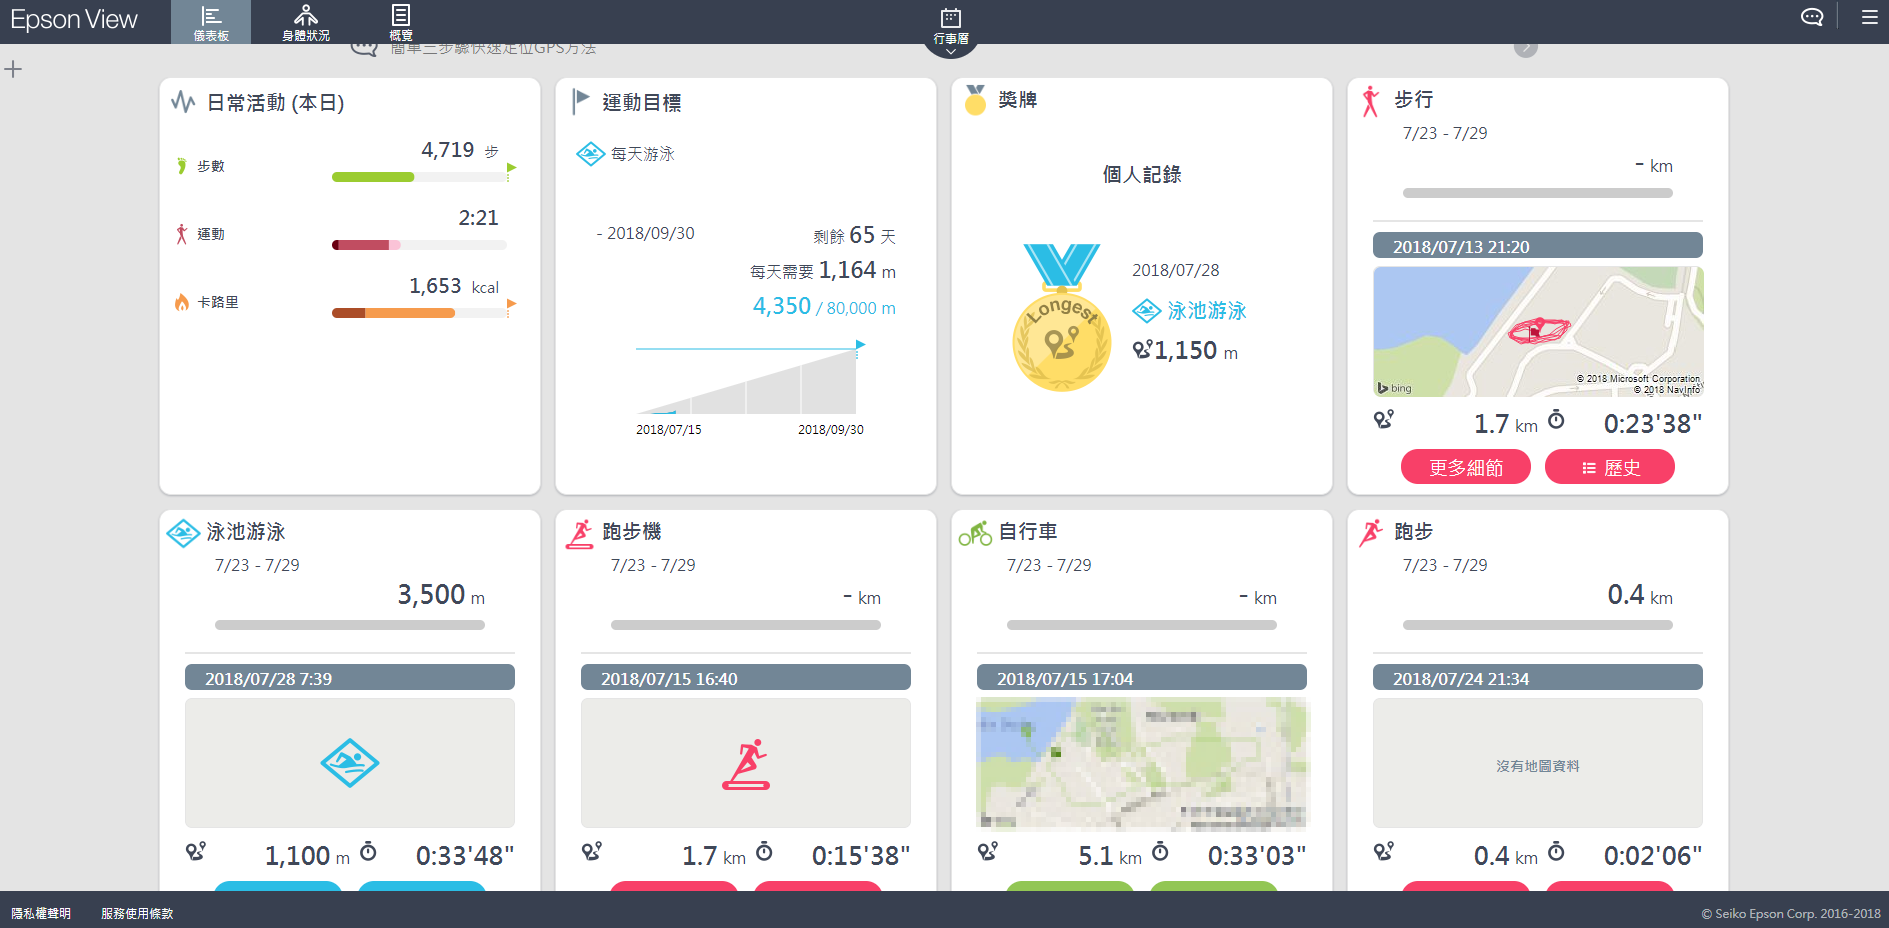 Epson View
儀表板
身體狀況
概覽
行事曆
簡單三步驟快速定位GPS方法
日常活動 (本日)
步數
4,719 步
運動
2:21
卡路里
1,653 kcal
運動目標
每天游泳
- 2018/09/30
剩餘 65 天
每天需要 1,164 m
4,350 / 80,000 m
2018/07/15
2018/09/30
獎牌
個人記錄
Longest
2018/07/28
泳池游泳
1,150 m
步行
7/23 - 7/29
- km
2018/07/13 21:20
bing
© 2018 Microsoft Corporation
© 2018 NavInfo
1.7 km
0:23'38"
更多細節
歷史
泳池游泳
7/23 - 7/29
3,500 m
2018/07/28 7:39
1,100 m
0:33'48"
跑步機
7/23 - 7/29
- km
2018/07/15 16:40
1.7 km
0:15'38"
自行車
7/23 - 7/29
- km
2018/07/15 17:04
5.1 km
0:33'03"
跑步
7/23 - 7/29
0.4 km
2018/07/24 21:34
沒有地圖資料
0.4 km
0:02'06"
隱私權聲明
服務使用條款
© Seiko Epson Corp. 2016-2018